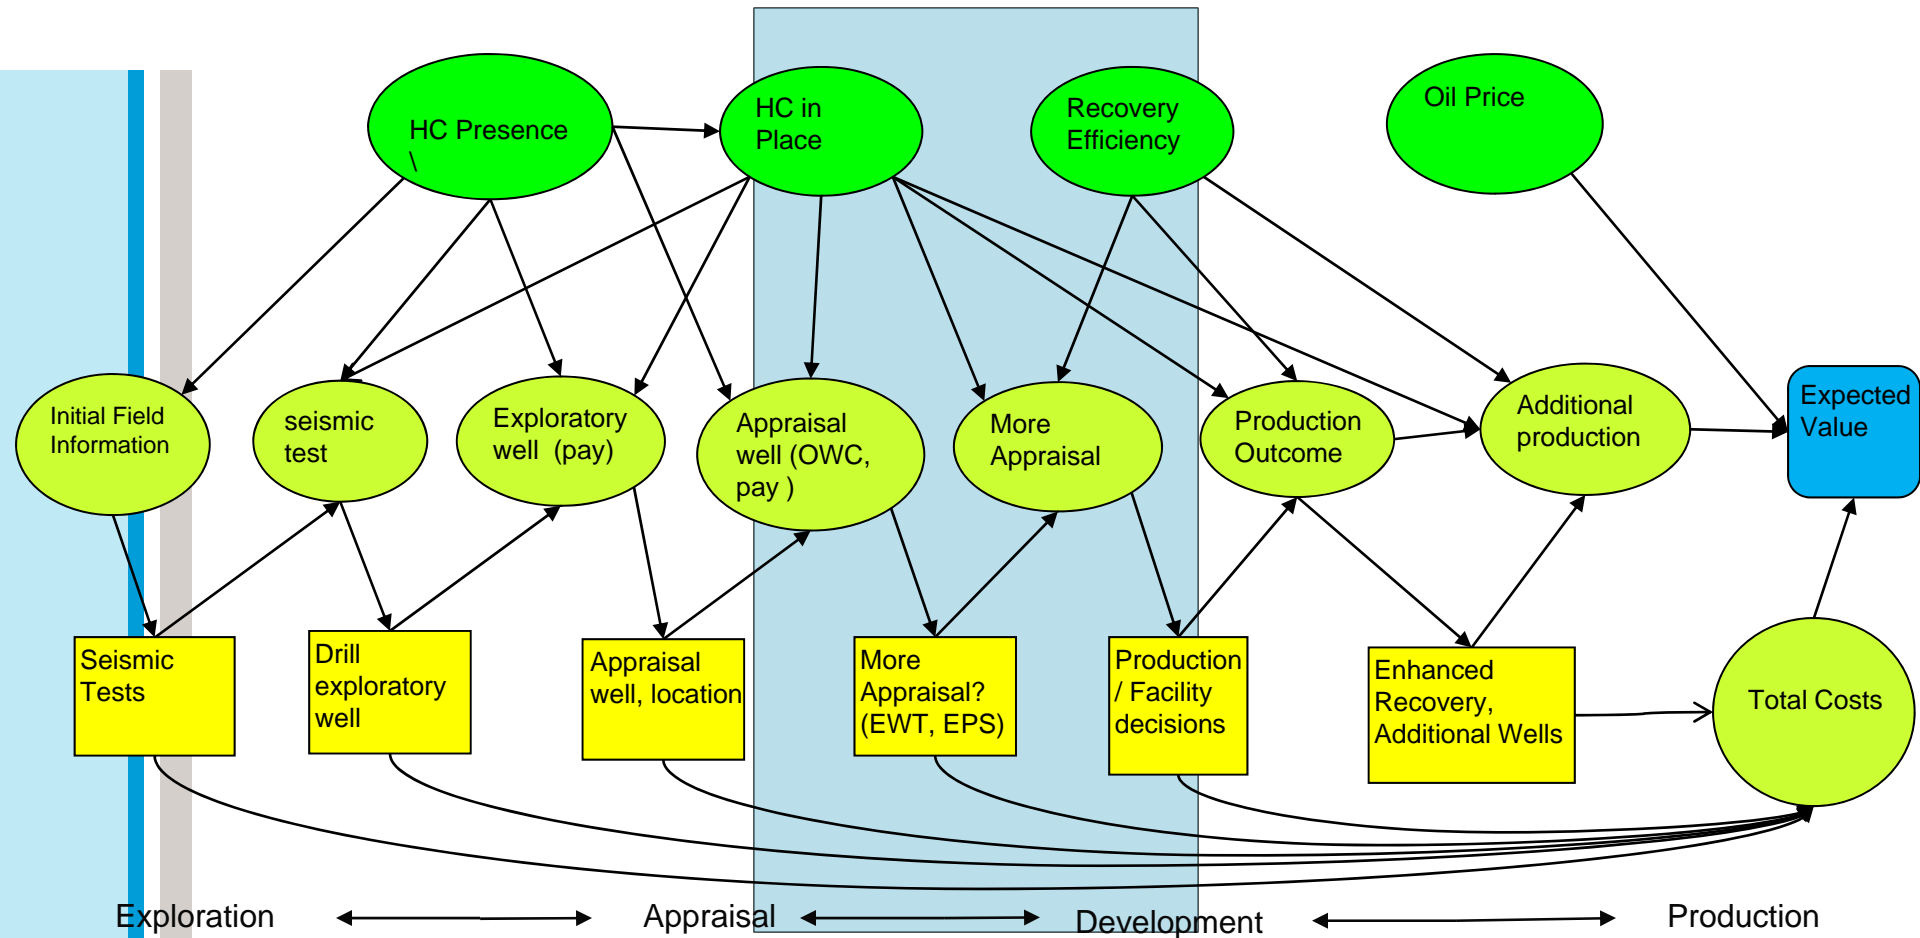 HC Presence
\
HC in
Place
Recovery
Efficiency
Oil Price
Initial Field
Information
seismic
test
Exploratory
well (pay)
Appraisal
well (OWC,
pay )
More
Appraisal
Production
Outcome
Additional
production
Expected
Value
Seismic
Tests
Drill
exploratory
well
Appraisal
well, location
More
Appraisal?
(EWT, EPS)
Production
/ Facility
decisions
Enhanced
Recovery,
Additional Wells
Total Costs
Exploration
Appraisal
Development
Production